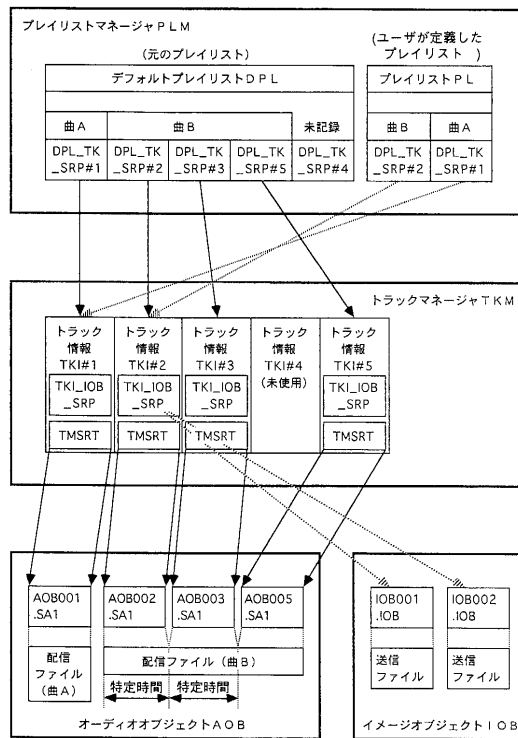 プレイリストマネージャPLM
(元のプレイリスト)
デフォルトプレイリストDPL
曲A
曲B
未記録
DPL_TK
_SRP#1
DPL_TK
_SRP#2
DPL_TK
_SRP#3
DPL_TK
_SRP#5
DPL_TK
_SRP#4
(ユーザが定義した
プレイリスト )
プレイリストPL
曲B
曲A
DPL_TK
_SRP#2
DPL_TK
_SRP#1
トラックマネージャTKM
トラック
情報
TKI#1
TKI_IOB
_SRP
TMSRT
トラック
情報
TKI#2
TKI_IOB
_SRP
TMSRT
トラック
情報
TKI#3
TKI_IOB
_SRP
TMSRT
トラック
情報
TKI#4
(未使用)
トラック
情報
TKI#5
TKI_IOB
_SRP
TMSRT
AOB001
.SA1
AOB002
.SA1
AOB003
.SA1
AOB005
.SA1
配信
ファイル
(曲A)
配信ファイル(曲B)
特定時間
特定時間
オーディオオブジェクトAOB
IOB001
.IOB
IOB002
.IOB
送信
ファイル
送信
ファイル
イメージオブジェクトIOB